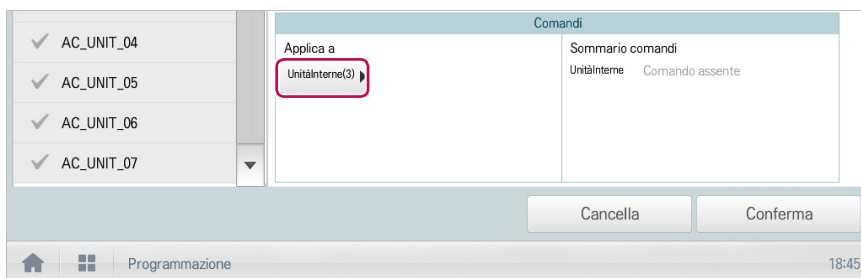 AC_UNIT_04
AC_UNIT_05
AC_UNIT_06
AC_UNIT_07
Comandi
Applica a
UnitàInterne(3)
Sommario comandi
UnitàInterne Comando assente
Cancella Conferma
Programmazione 18:45